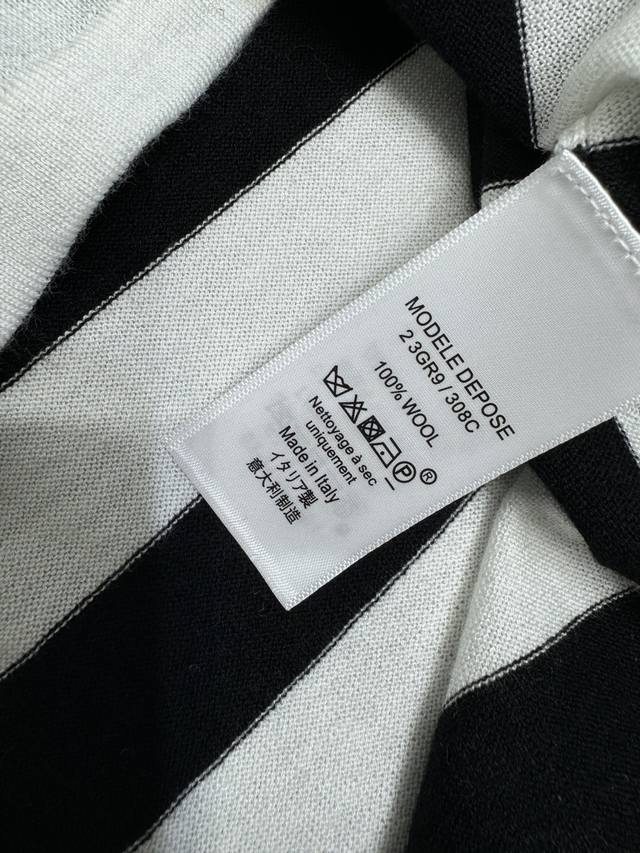 MODELE DEPOSE
2 3GR9 / 308C
100% WOOL
P ®
Nettoyage à sec
uniquement
Made in Italy
イタリア製
意大利制造